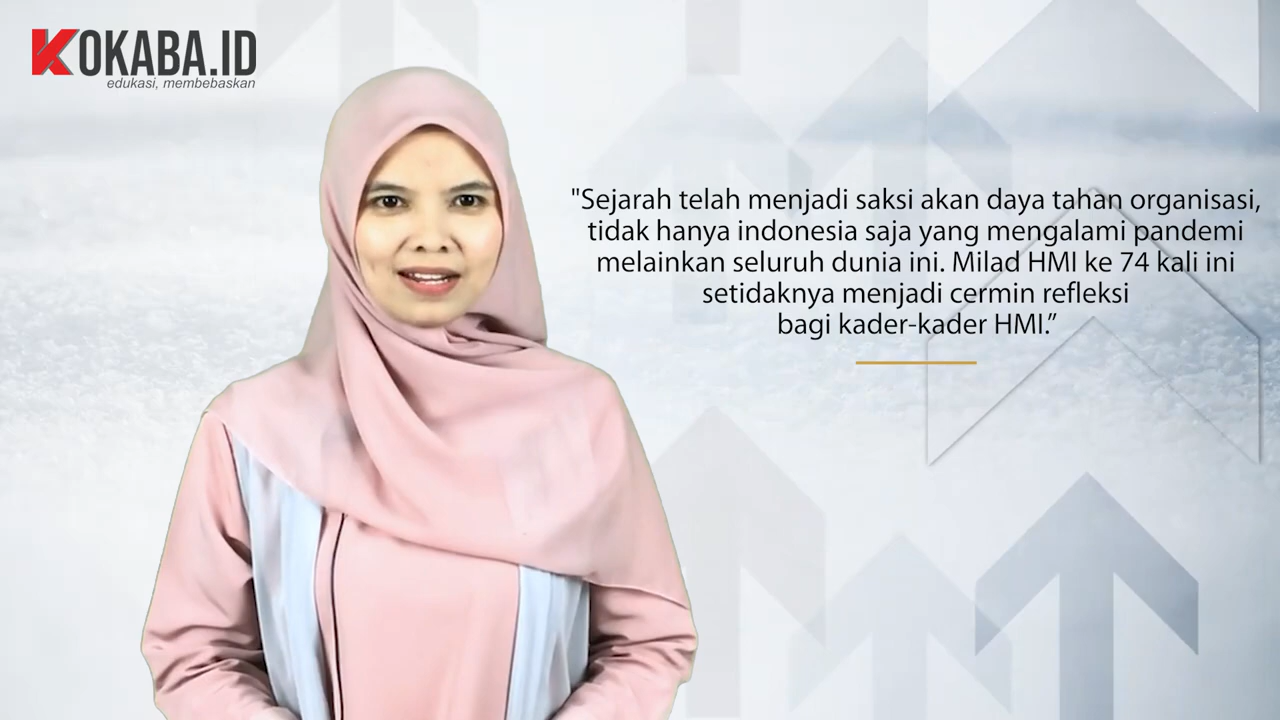 KOKABA.ID
edukasi, membebaskan
"Sejarah telah menjadi saksi akan daya tahan organisasi,
tidak hanya indonesia saja yang mengalami pandemi
melainkan seluruh dunia ini. Milad HMI ke 74 kali ini
setidaknya menjadi cermin refleksi
bagi kader-kader HMI.”